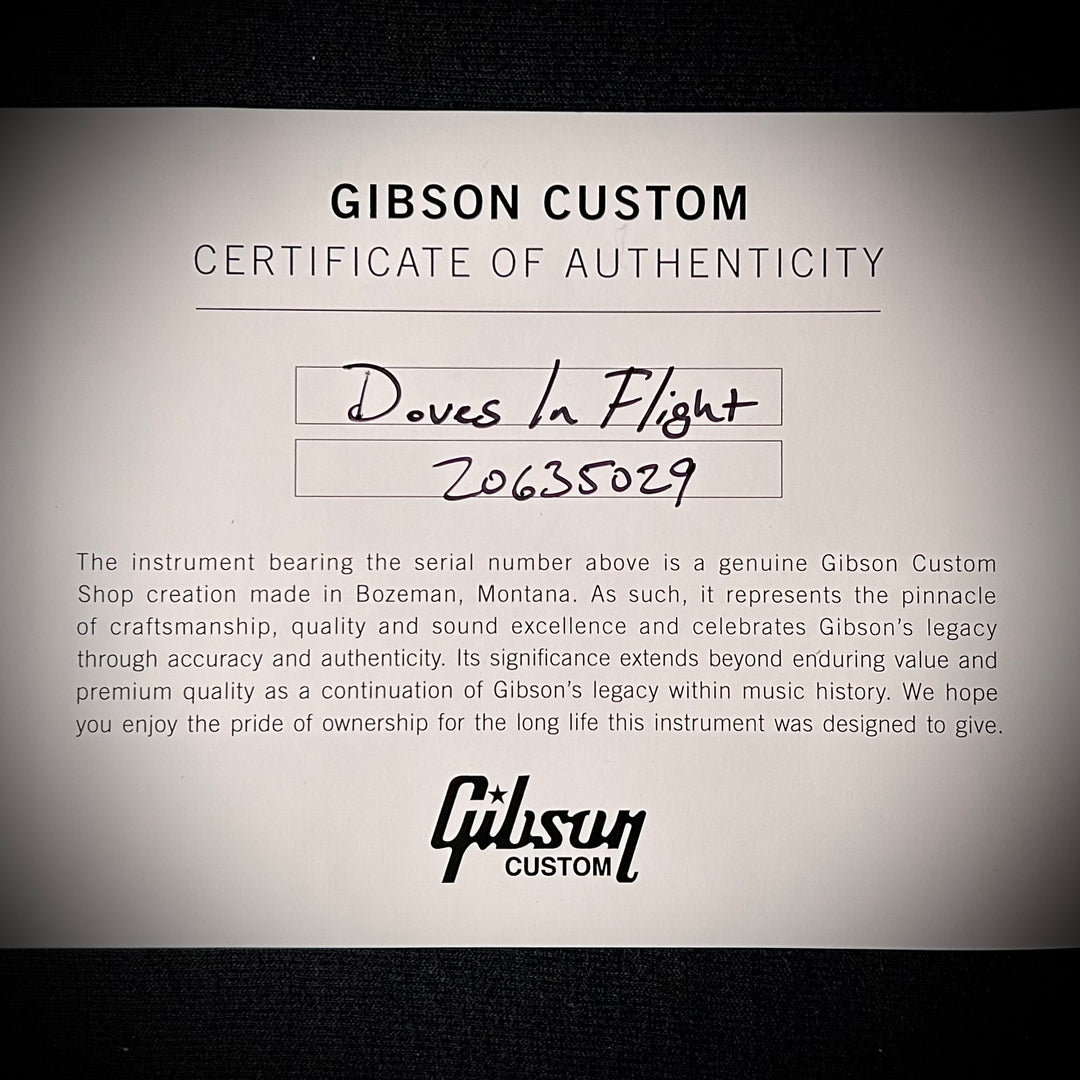 GIBSON CUSTOM
CERTIFICATE OF AUTHENTICITY
Doves In Flight
20635029
The instrument bearing the serial number above is a genuine Gibson Custom
Shop creation made in Bozeman, Montana. As such, it represents the pinnacle
of craftsmanship, quality and sound excellence and celebrates Gibson's legacy
through accuracy and authenticity. Its significance extends beyond enduring value and
premium quality as a continuation of Gibson's legacy within music history. We hope
you enjoy the pride of ownership for the long life this instrument was designed to give.
Gibson
CUSTOM